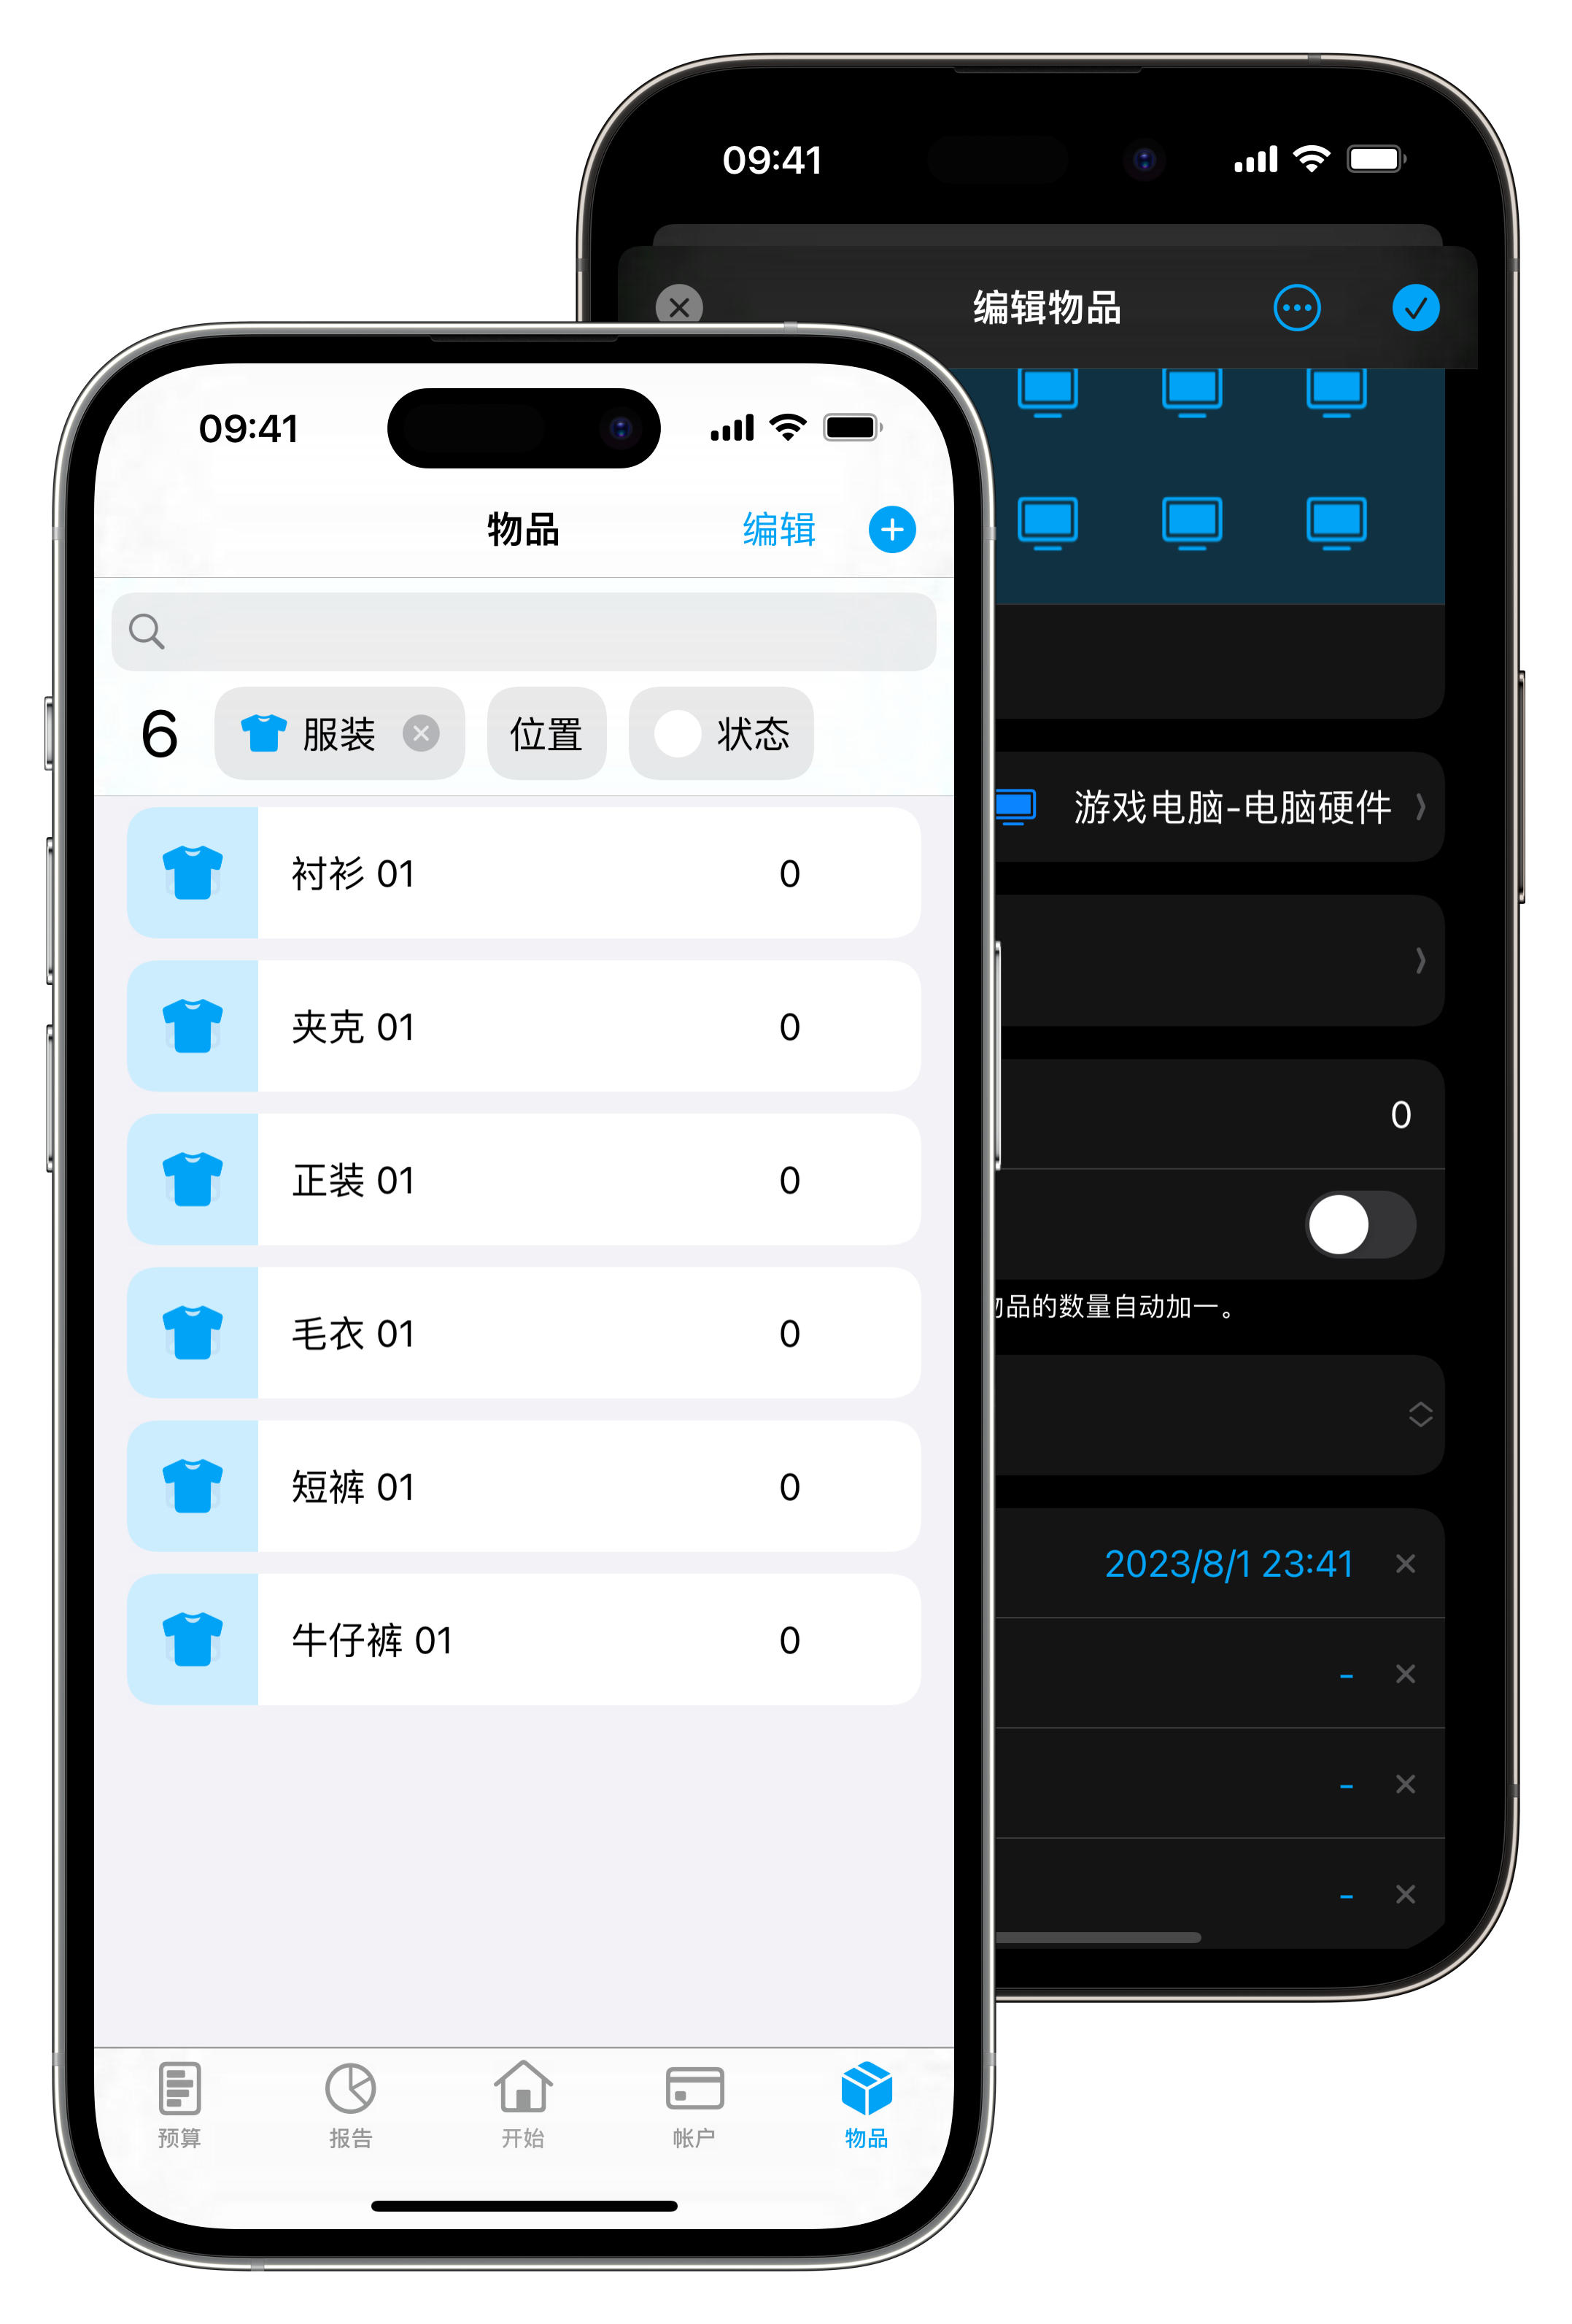 09:41
编辑物品
游戏电脑-电脑硬件
0
物品的数量自动加一。
2023/8/1 23:41
-
-
-
09:41
物品 编辑
6 服装 位置 状态
衬衫 01 0
夹克 01 0
正装 01 0
毛衣 01 0
短裤 01 0
牛仔裤 01 0
预算 报告 开始 帐户 物品